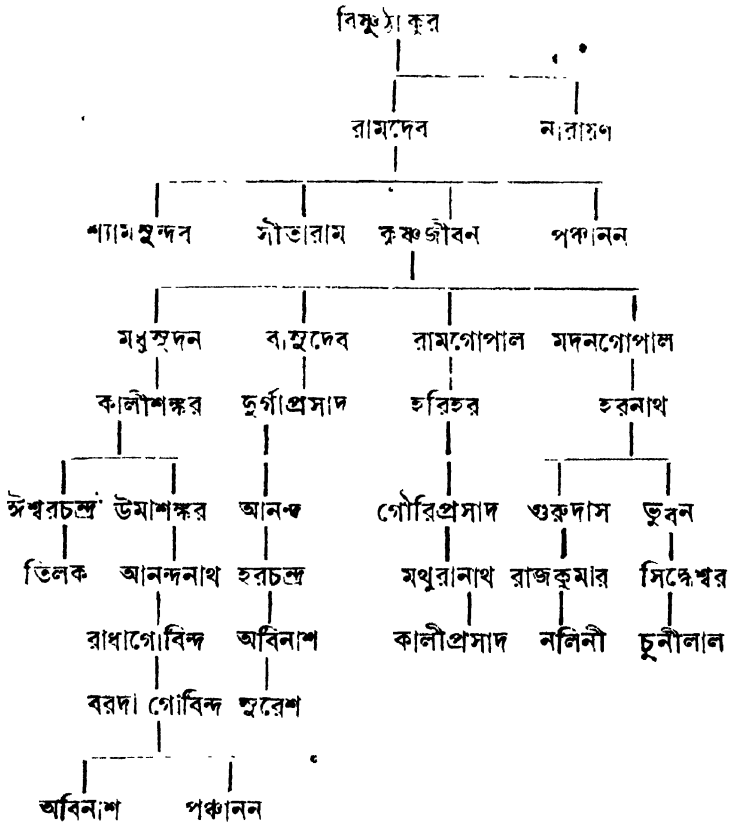 বিষ্ণুঠাকুর
রামদেব নারায়ণ
শ্যামসুন্দব সীতারাম কৃষ্ণজীবন পঞ্চানন
মধুসূদন বাসুদেব রামগোপাল মদনগোপাল
কালীশঙ্কর দুর্গাপ্রসাদ হরিহর হরনাথ
ঈশ্বরচন্দ্র উমাশঙ্কর আনন্দ গৌরিপ্রসাদ গুরুদাস ভুবন
তিলক আনন্দনাথ হরচন্দ্র মথুরানাথ রাজকুমার সিদ্ধেশ্বর
রাধাগোবিন্দ অবিনাশ কালীপ্রসাদ নলিনী চুনীলাল
বরদা গোবিন্দ সুরেশ
অবিনাশ পঞ্চানন